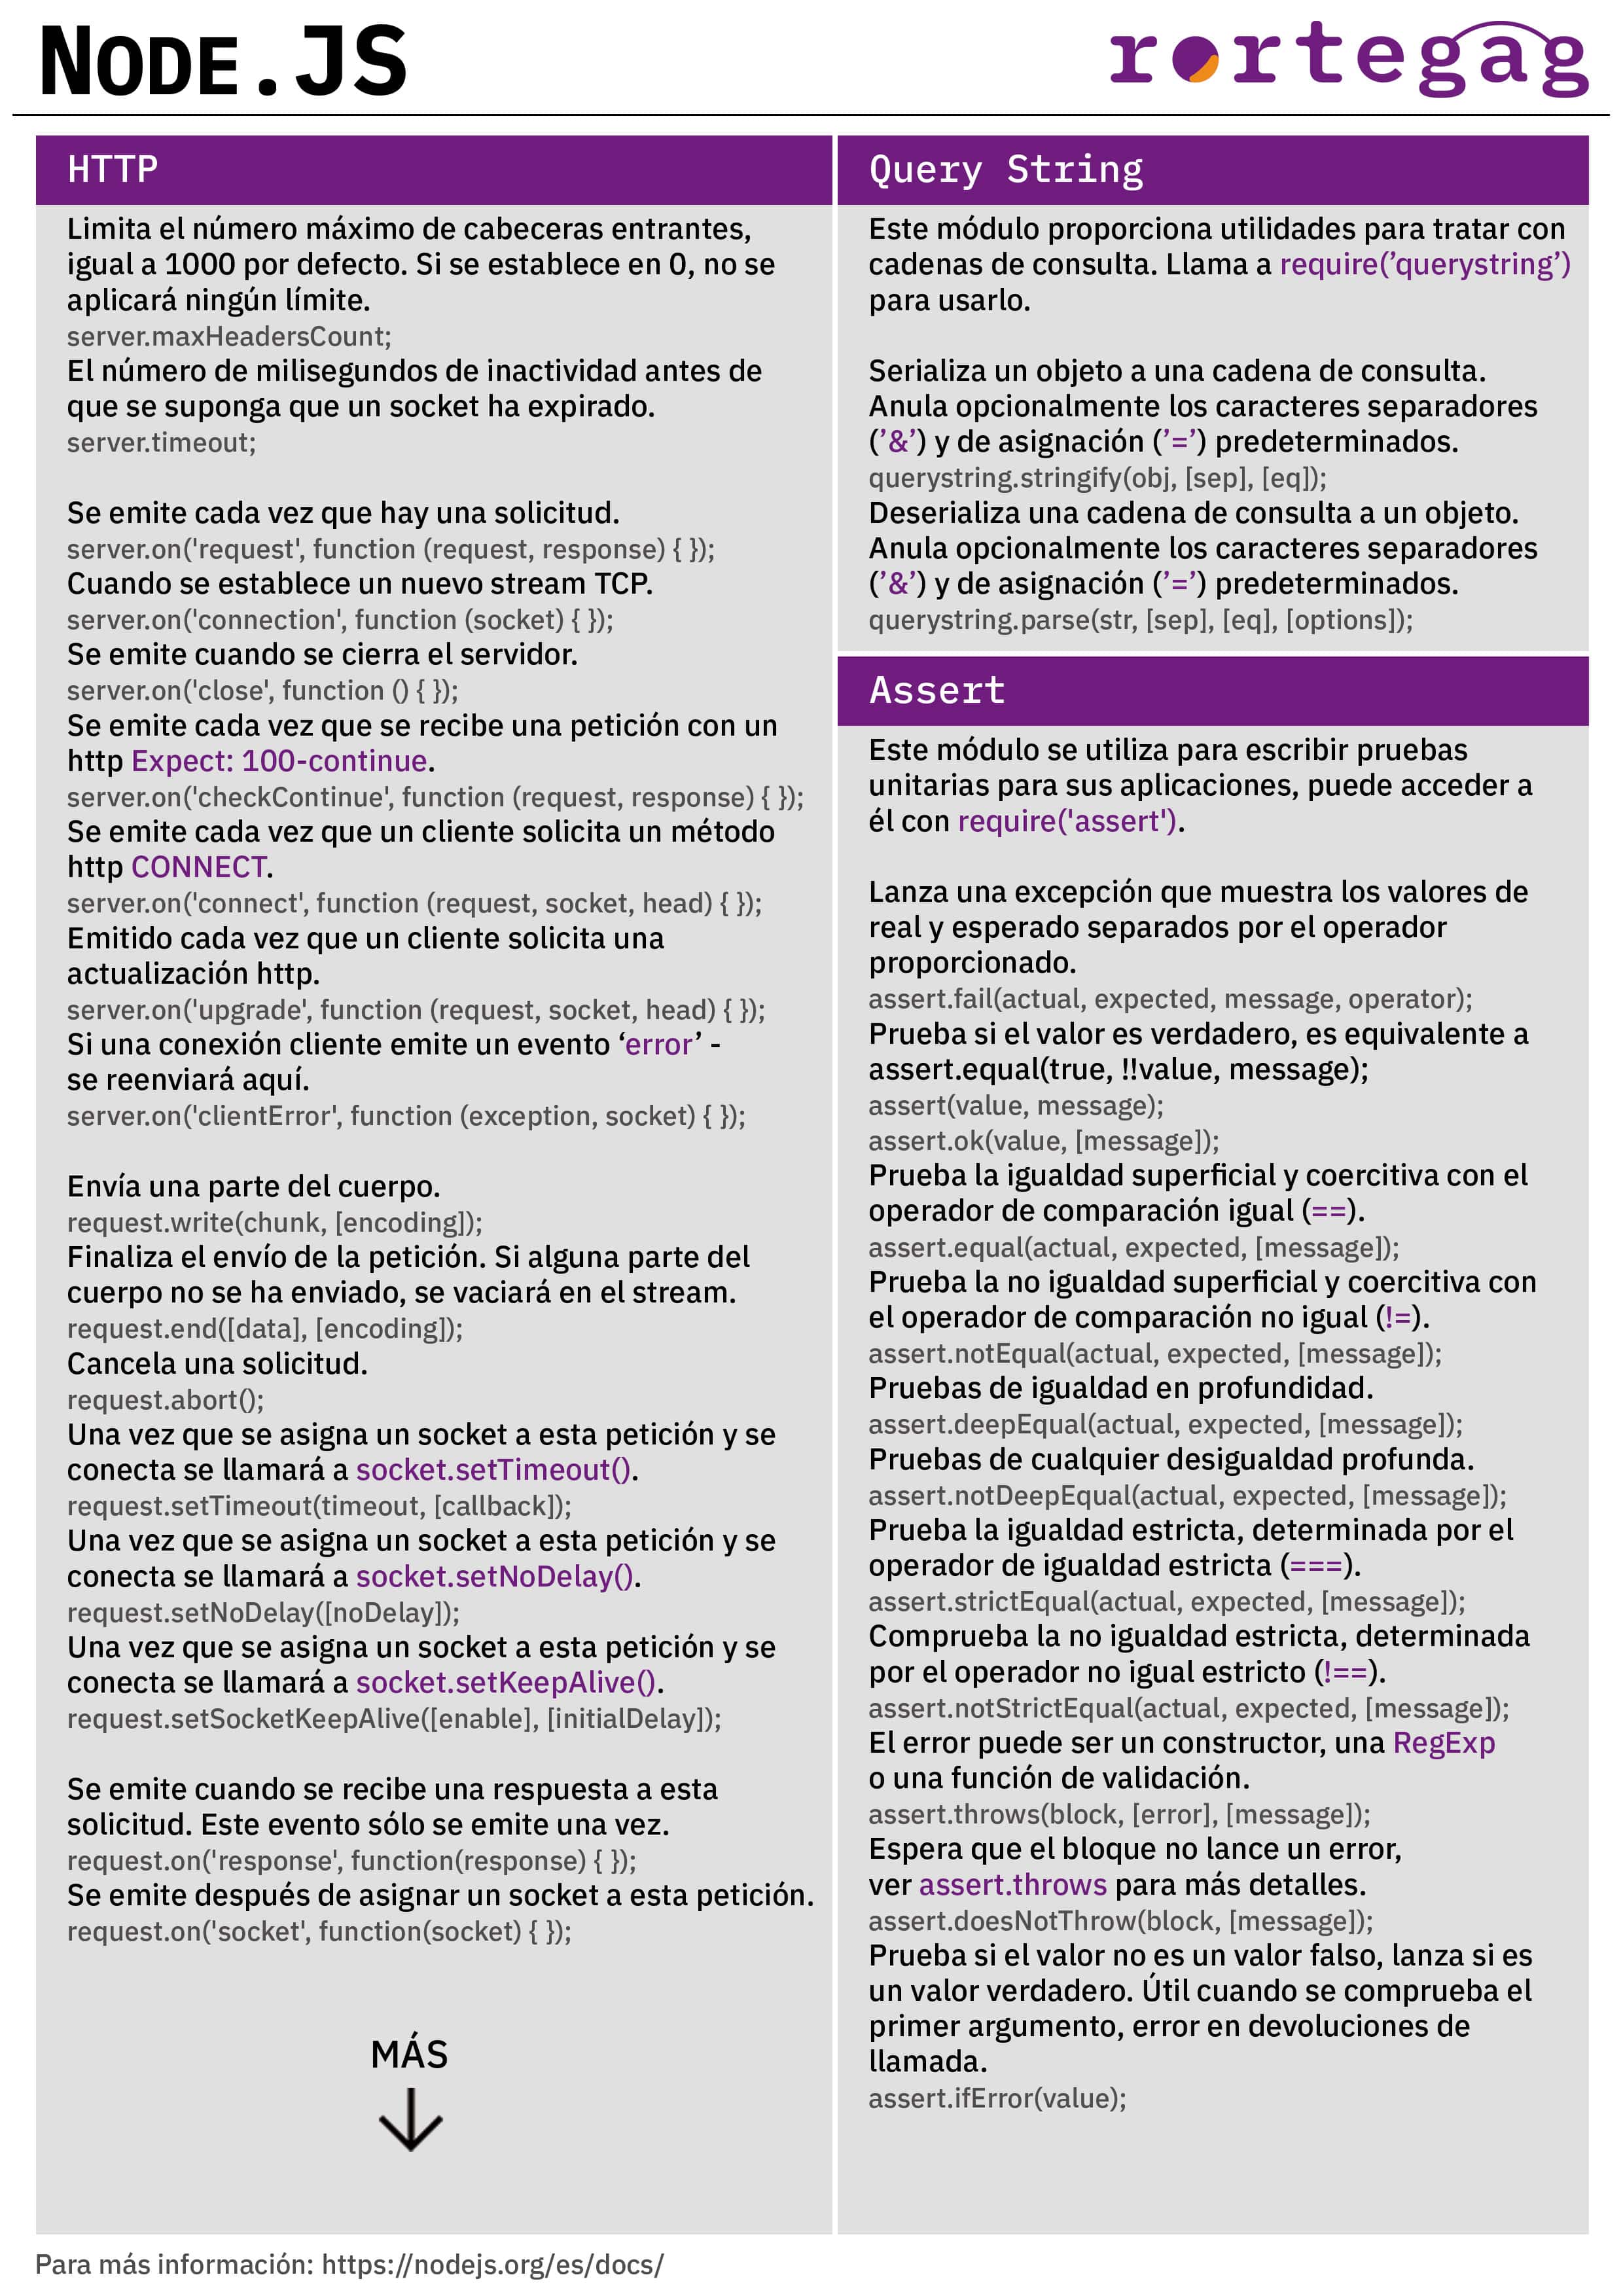 NODE.JS
rortegag
HTTP
Limita el número máximo de cabeceras entrantes,
igual a 1000 por defecto. Si se establece en 0, no se
aplicará ningún límite.
server.maxHeadersCount;
El número de milisegundos de inactividad antes de
que se suponga que un socket ha expirado.
server.timeout;
Se emite cada vez que hay una solicitud.
server.on('request', function (request, response) { });
Cuando se establece un nuevo stream TCP.
server.on('connection', function (socket) { });
Se emite cuando se cierra el servidor.
server.on('close', function () { });
Se emite cada vez que se recibe una petición con un
http Expect: 100-continue.
server.on('checkContinue', function (request, response) { });
Se emite cada vez que un cliente solicita un método
http CONNECT.
server.on('connect', function (request, socket, head) { });
Emitido cada vez que un cliente solicita una
actualización http.
server.on('upgrade', function (request, socket, head) { });
Si una conexión cliente emite un evento ‘error’ -
se reenviará aquí.
server.on('clientError', function (exception, socket) { });
Envía una parte del cuerpo.
request.write(chunk, [encoding]);
Finaliza el envío de la petición. Si alguna parte del
cuerpo no se ha enviado, se vaciará en el stream.
request.end([data], [encoding]);
Cancela una solicitud.
request.abort();
Una vez que se asigna un socket a esta petición y se
conecta se llamará a socket.setTimeout().
request.setTimeout(timeout, [callback]);
Una vez que se asigna un socket a esta petición y se
conecta se llamará a socket.setNoDelay().
request.setNoDelay([noDelay]);
Una vez que se asigna un socket a esta petición y se
conecta se llamará a socket.setKeepAlive().
request.setSocketKeepAlive([enable], [initialDelay]);
Se emite cuando se recibe una respuesta a esta
solicitud. Este evento sólo se emite una vez.
request.on('response', function(response) { });
Se emite después de asignar un socket a esta petición.
request.on('socket', function(socket) { });
MÁS
Query String
Este módulo proporciona utilidades para tratar con
cadenas de consulta. Llama a require(’querystring’)
para usarlo.
Serializa un objeto a una cadena de consulta.
Anula opcionalmente los caracteres separadores
(’&’) y de asignación (’=’) predeterminados.
querystring.stringify(obj, [sep], [eq]);
Deserializa una cadena de consulta a un objeto.
Anula opcionalmente los caracteres separadores
(’&’) y de asignación (’=’) predeterminados.
querystring.parse(str, [sep], [eq], [options]);
Assert
Este módulo se utiliza para escribir pruebas
unitarias para sus aplicaciones, puede acceder a
él con require('assert').
Lanza una excepción que muestra los valores de
real y esperado separados por el operador
proporcionado.
assert.fail(actual, expected, message, operator);
Prueba si el valor es verdadero, es equivalente a
assert.equal(true, !!value, message);
assert(value, message);
assert.ok(value, [message]);
Prueba la igualdad superficial y coercitiva con el
operador de comparación igual (==).
assert.equal(actual, expected, [message]);
Prueba la no igualdad superficial y coercitiva con
el operador de comparación no igual (!=).
assert.notEqual(actual, expected, [message]);
Pruebas de igualdad en profundidad.
assert.deepEqual(actual, expected, [message]);
Pruebas de cualquier desigualdad profunda.
assert.notDeepEqual(actual, expected, [message]);
Prueba la igualdad estricta, determinada por el
operador de igualdad estricta (===).
assert.strictEqual(actual, expected, [message]);
Comprueba la no igualdad estricta, determinada
por el operador no igual estricto (!==).
assert.notStrictEqual(actual, expected, [message]);
El error puede ser un constructor, una RegExp
o una función de validación.
assert.throws(block, [error], [message]);
Espera que el bloque no lance un error,
ver assert.throws para más detalles.
assert.doesNotThrow(block, [message]);
Prueba si el valor no es un valor falso, lanza si es
un valor verdadero. Útil cuando se comprueba el
primer argumento, error en devoluciones de
llamada.
assert.ifError(value);
Para más información: https://nodejs.org/es/docs/